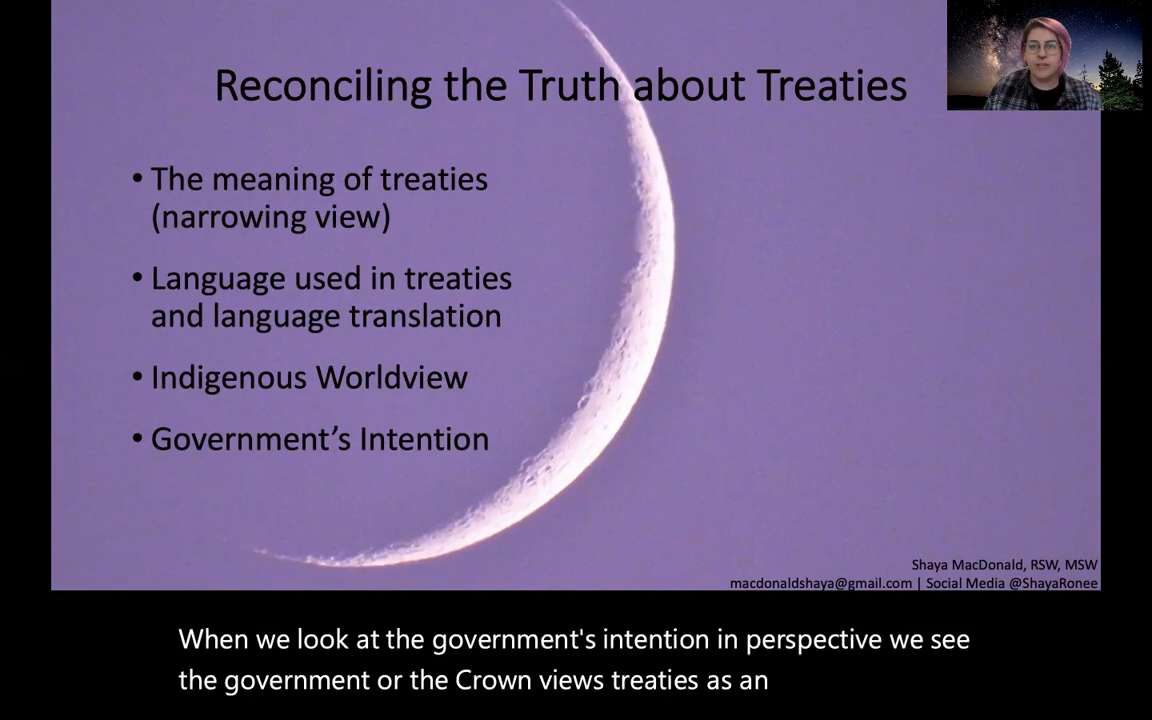 Reconciling the Truth about Treaties
• The meaning of treaties
(narrowing view)
• Language used in treaties
and language translation
• Indigenous Worldview
• Government’s Intention
Shaya MacDonald, RSW, MSW
macdonaldshaya@gmail.com | Social Media @ShayaRonee
When we look at the government's intention in perspective we see
the government or the Crown views treaties as an